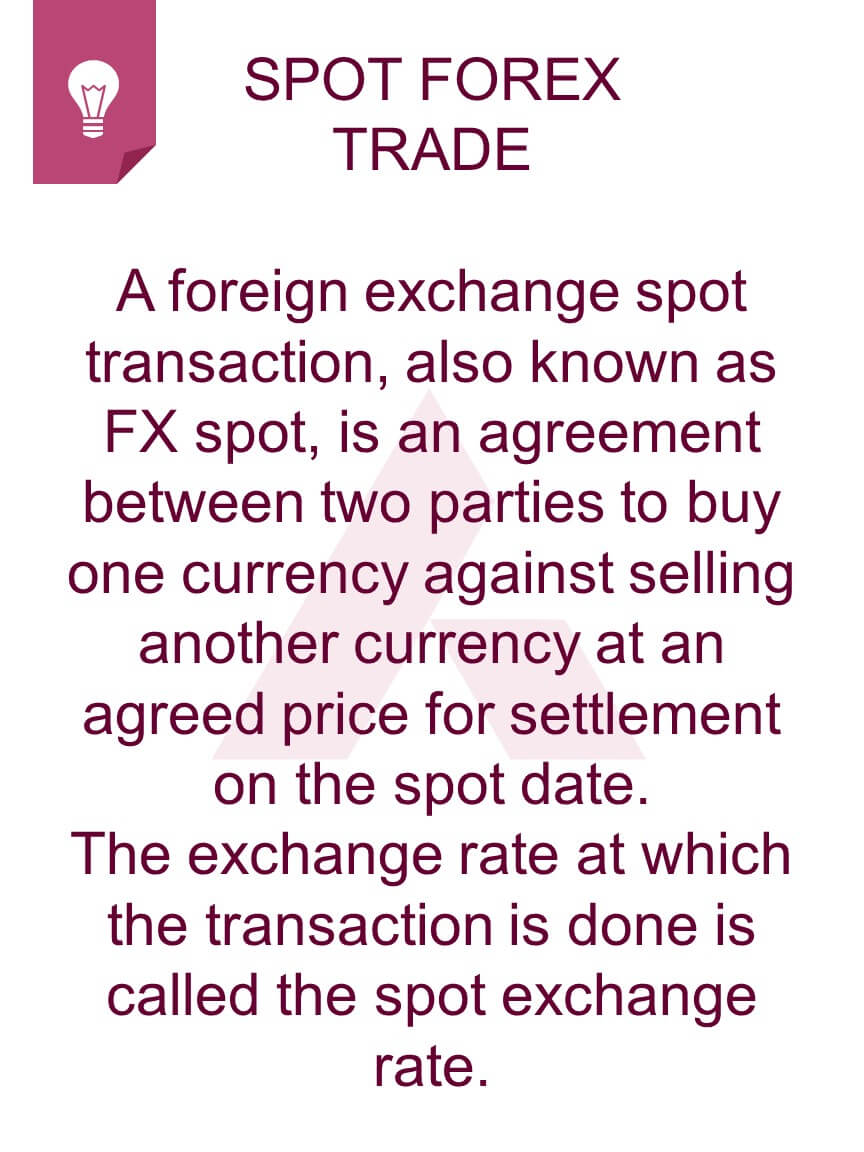 SPOT FOREX
TRADE
A foreign exchange spot
transaction, also known as
FX spot, is an agreement
between two parties to buy
one currency against selling
another currency at an
agreed price for settlement
on the spot date.
The exchange rate at which
the transaction is done is
called the spot exchange
rate.